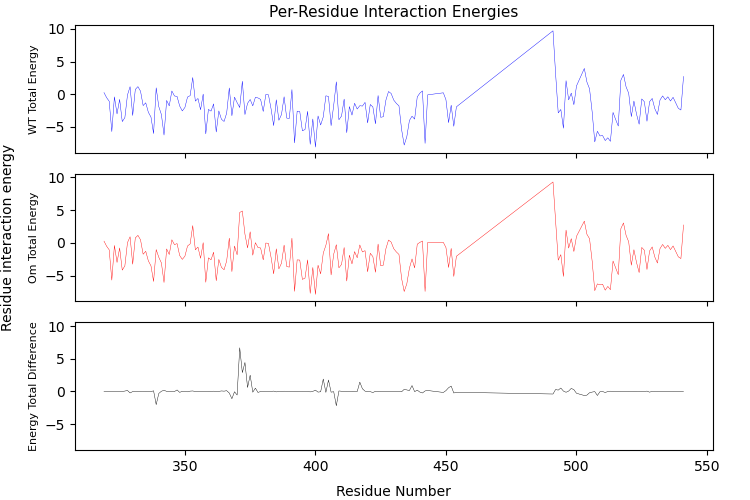 Per-Residue Interaction Energies
Residue interaction energy
WT Total Energy
10
5
0
−5
Om Total Energy
10
5
0
−5
Energy Total Difference
10
5
0
−5
350 400 450 500 550
Residue Number